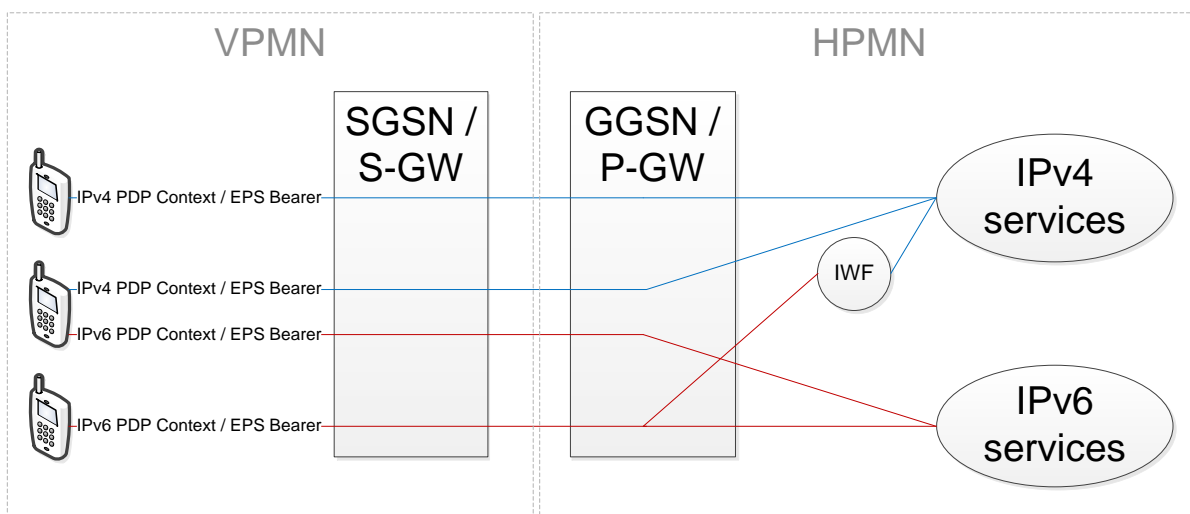 VPMN
HPMN
SGSN /
S-GW
GGSN /
P-GW
IPv4
services
IPv4 PDP Context / EPS Bearer
IWF
IPv4 PDP Context / EPS Bearer
IPv6 PDP Context / EPS Bearer
IPv6
services
IPv6 PDP Context / EPS Bearer